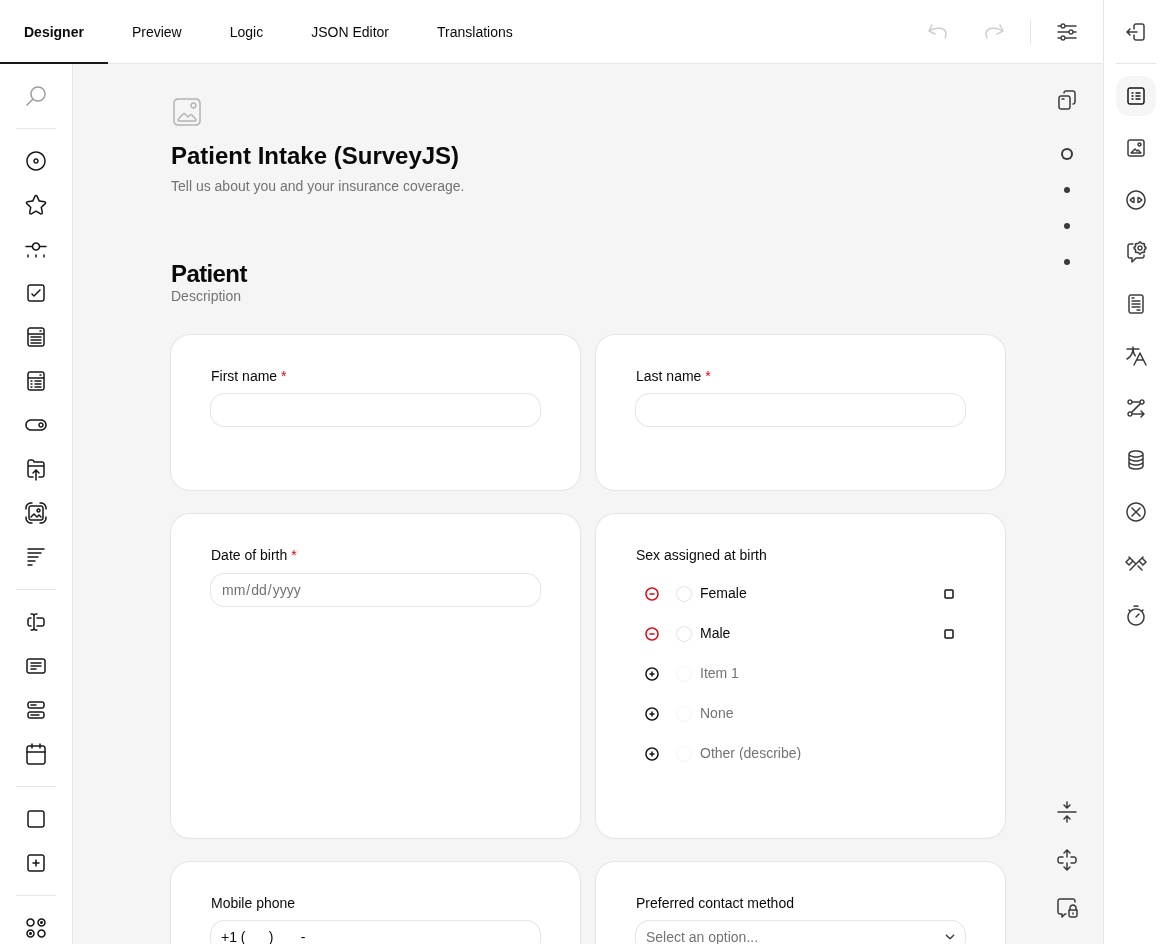 Designer Preview Logic JSON Editor Translations
Patient Intake (SurveyJS)
Tell us about you and your insurance coverage.
Patient
Description
First name *
Last name *
Date of birth *
mm/dd/yyyy
Sex assigned at birth
Female
Male
Item 1
None
Other (describe)
Mobile phone
+1 (   )    -
Preferred contact method
Select an option...